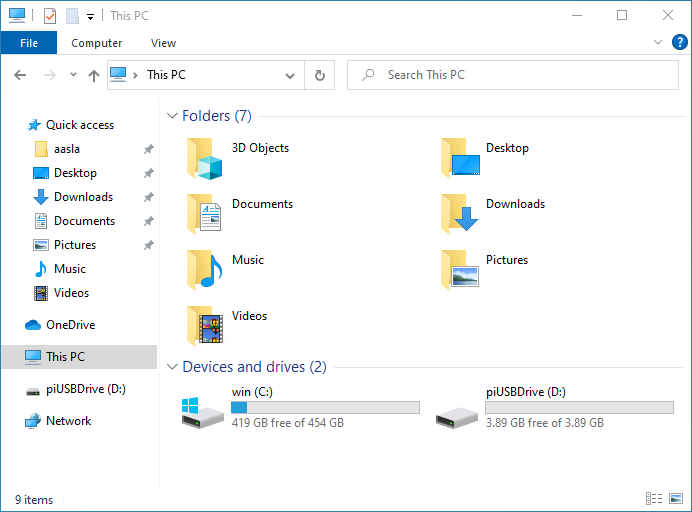 This PC
File Computer View
This PC
Search This PC
Quick access
aasla
Desktop
Downloads
Documents
Pictures
Music
Videos
OneDrive
This PC
piUSBDrive (D:)
Network
Folders (7)
3D Objects
Desktop
Documents
Downloads
Music
Pictures
Videos
Devices and drives (2)
win (C:)
419 GB free of 454 GB
piUSBDrive (D:)
3.89 GB free of 3.89 GB
9 items